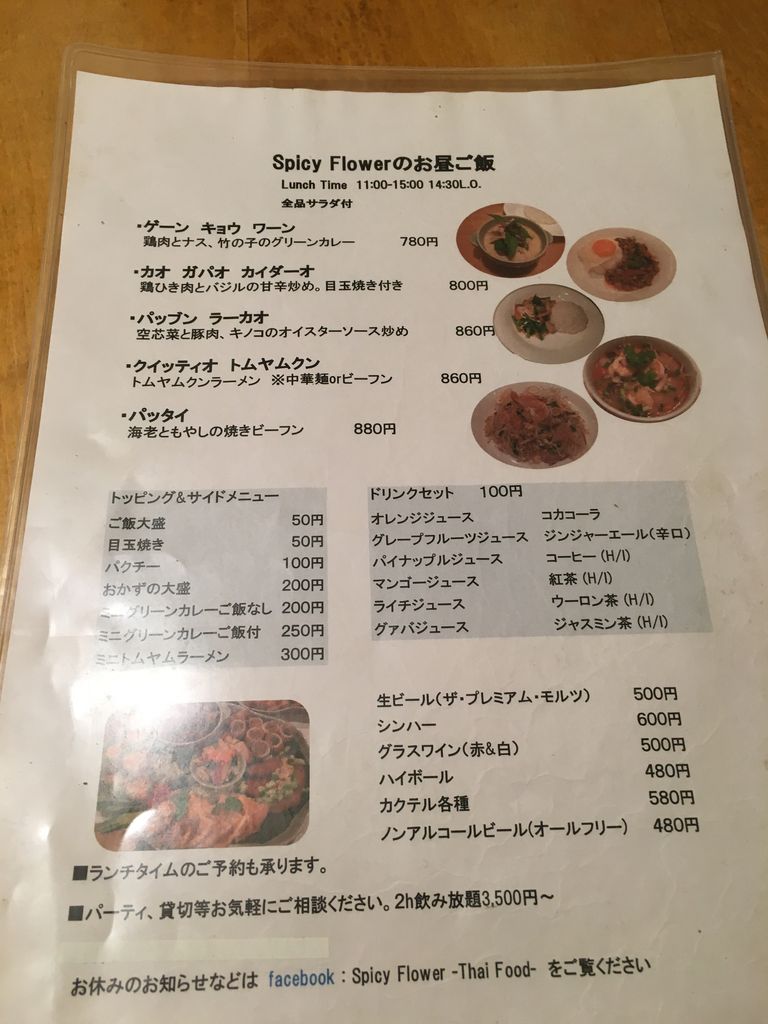 Spicy Flowerのお昼ご飯
Lunch Time 11:00-15:00 14:30L.O.
全品サラダ付
・ゲーン キョウ ワーン
鶏肉とナス、竹の子のグリーンカレー 780円
・カオ ガパオ カイダーオ
鶏ひき肉とバジルの甘辛炒め。目玉焼き付き 800円
・パッブン ラーカオ
空芯菜と豚肉、キノコのオイスターソース炒め 860円
・クイッティオ トムヤムクン
トムヤムクンラーメン ※中華麺orビーフン 860円
・パッタイ
海老ともやしの焼きビーフン 880円
トッピング&サイドメニュー
ご飯大盛 50円
目玉焼き 50円
パクチー 100円
おかずの大盛 200円
ミニグリーンカレーご飯なし 200円
ミニグリーンカレーご飯付 250円
ミニトムヤムラーメン 300円
ドリンクセット 100円
オレンジジュース コカコーラ
グレープフルーツジュース ジンジャーエール(辛口)
パイナップルジュース コーヒー (H/I)
マンゴージュース 紅茶 (H/I)
ライチジュース ウーロン茶 (H/I)
グァバジュース ジャスミン茶 (H/I)
生ビール(ザ・プレミアム・モルツ) 500円
シンハー 600円
グラスワイン(赤&白) 500円
ハイボール 480円
カクテル各種 580円
ノンアルコールビール(オールフリー) 480円
■ランチタイムのご予約も承ります。
■パーティ、貸切等お気軽にご相談ください。2h飲み放題3,500円～
お休みのお知らせなどは facebook : Spicy Flower -Thai Food- をご覧ください